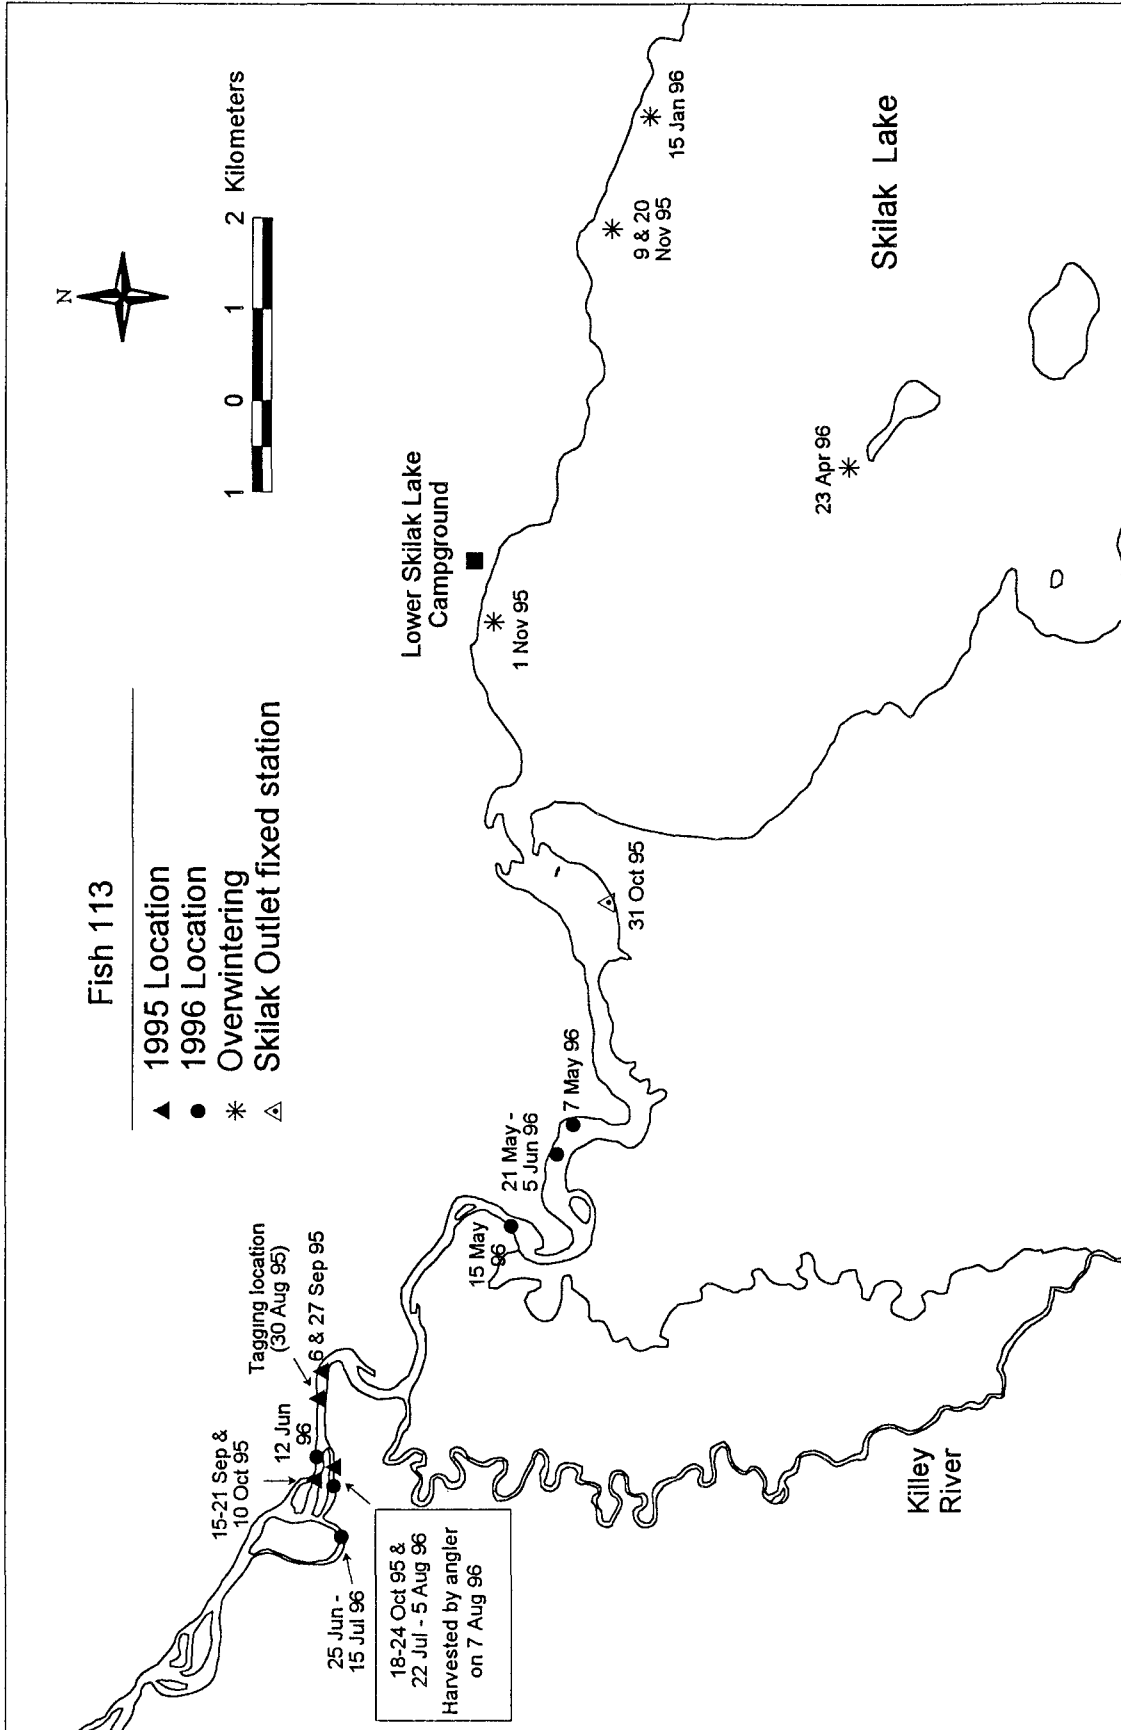 Fish 113
1995 Location
1996 Location
Overwintering
Skilak Outlet fixed station
N
1 0 1 2 Kilometers
Lower Skilak Lake
Campground
15-21 Sep &
10 Oct 95
Tagging location
(30 Aug 95)
12 Jun
96
6 & 27 Sep 95
25 Jun -
15 Jul 96
18-24 Oct 95 &
22 Jul - 5 Aug 96
Harvested by angler
on 7 Aug 96
15 May
96
21 May -
5 Jun 96
7 May 96
31 Oct 95
1 Nov 95
9 & 20
Nov 95
15 Jan 96
23 Apr 96
Skilak Lake
Killey
River